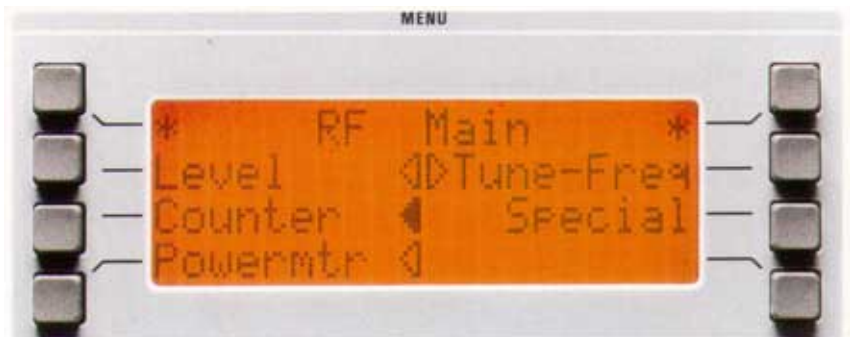 MENU
* RF Main *
Level ◁▷Tune-Freq
Counter ◀ Special
Powermtr ◁